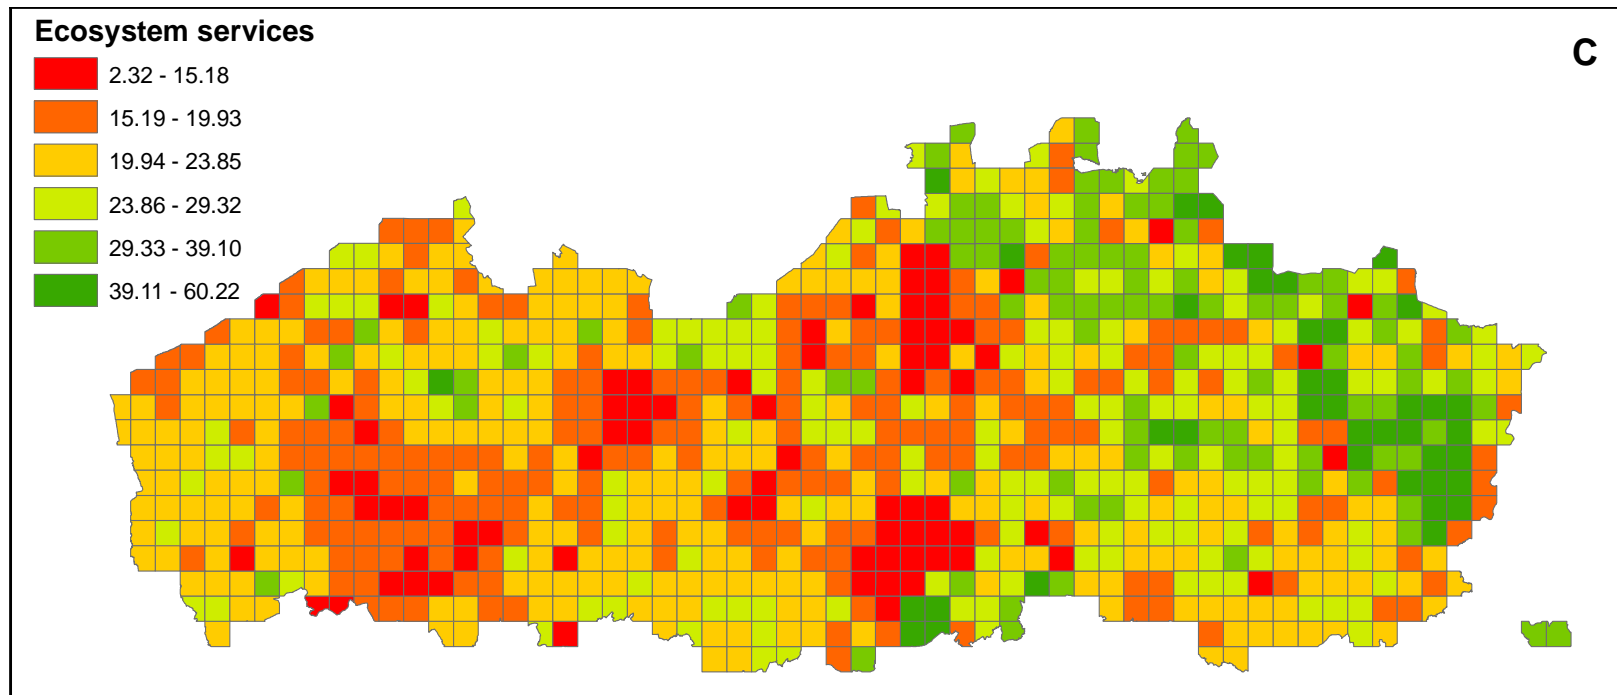 Ecosystem services
C
2.32 - 15.18
15.19 - 19.93
19.94 - 23.85
23.86 - 29.32
29.33 - 39.10
39.11 - 60.22